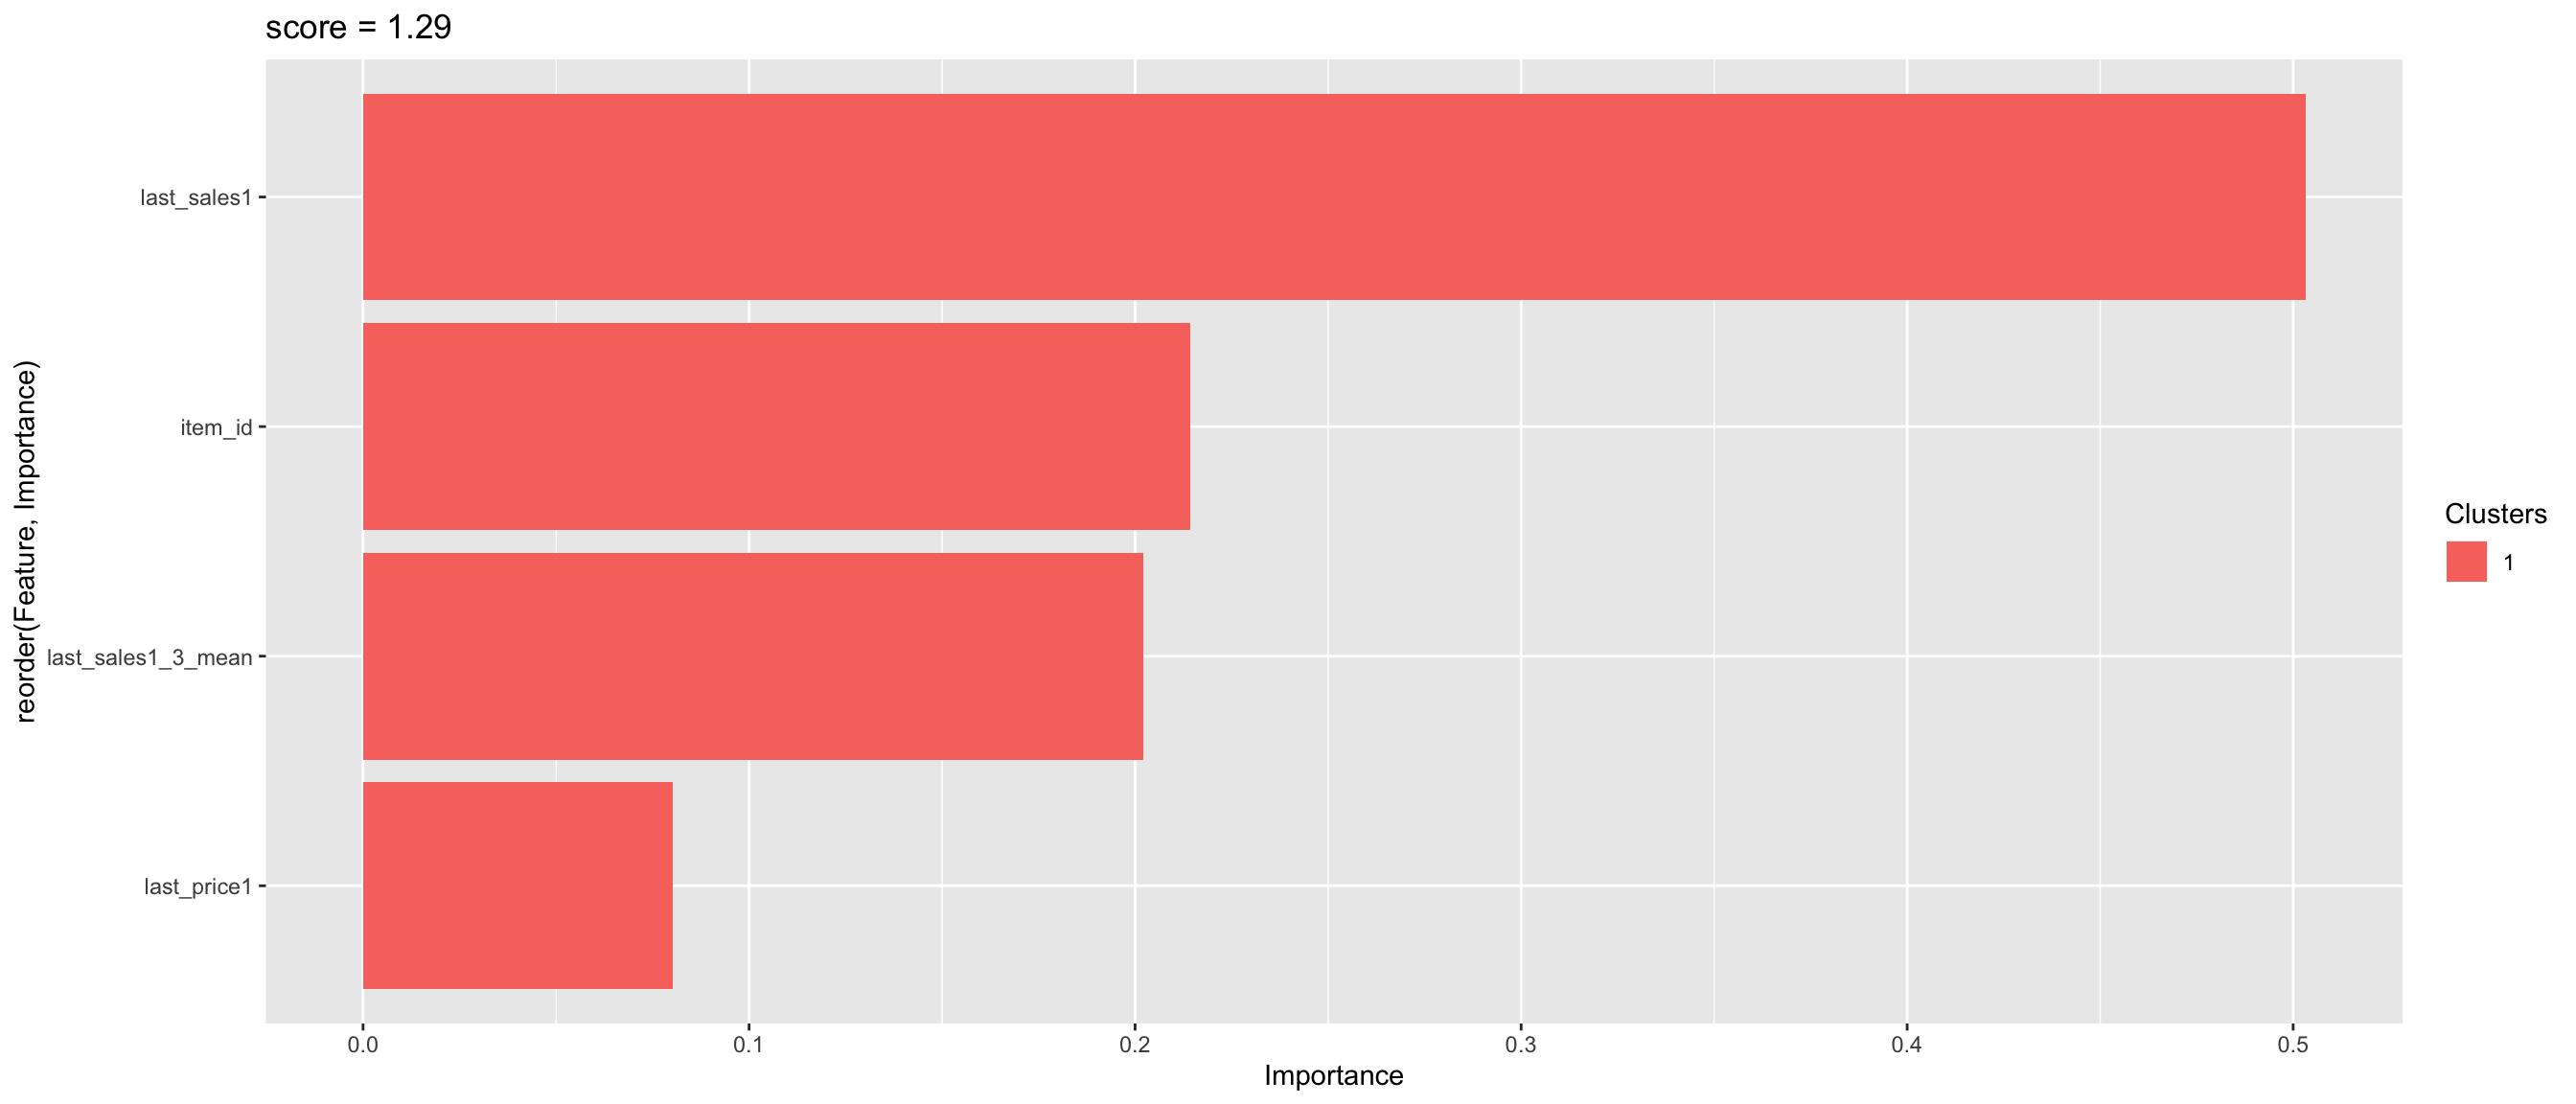 score = 1.29
reorder(Feature, Importance)
last_sales1
item_id
last_sales1_3_mean
last_price1
0.0 0.1 0.2 0.3 0.4 0.5
Importance
Clusters
1